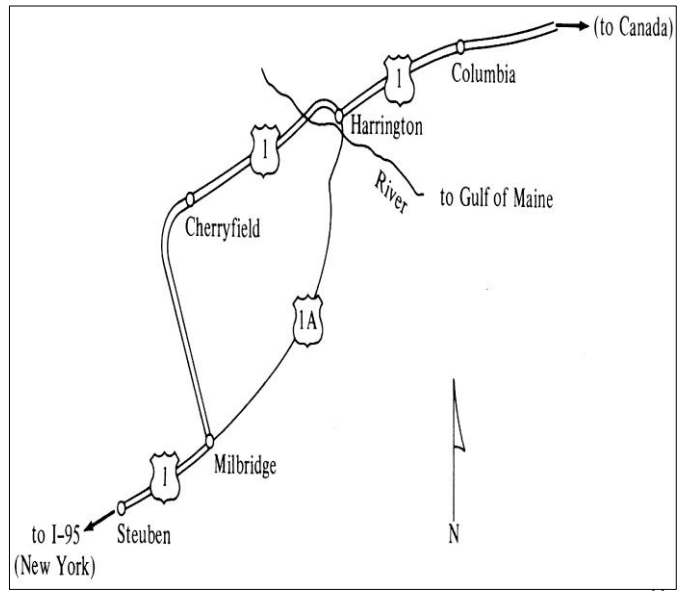 (to Canada)
1
Columbia
Harrington
1
River
to Gulf of Maine
Cherryfield
1A
Milbridge
1
to I-95
(New York)
Steuben
N